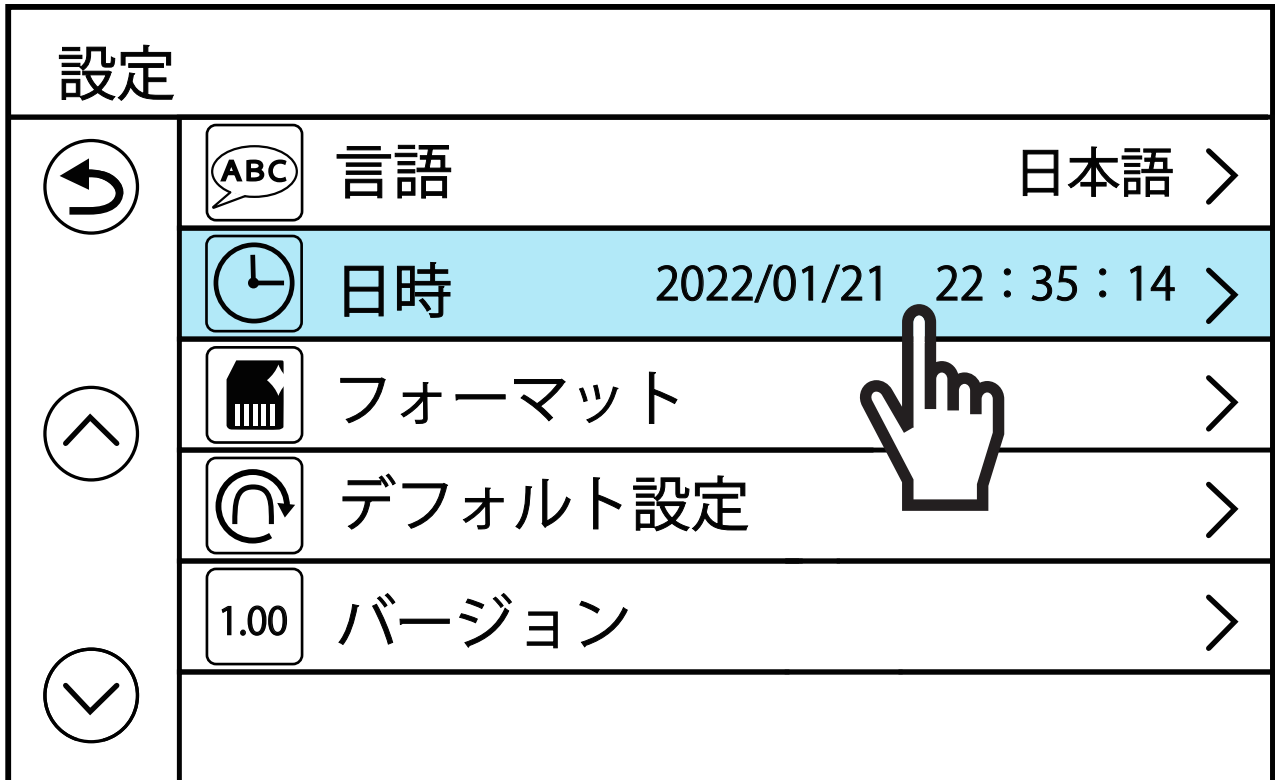 設定
ABC 言語 日本語
日時 2022/01/21 22：35：14
フォーマット
デフォルト設定
1.00 バージョン